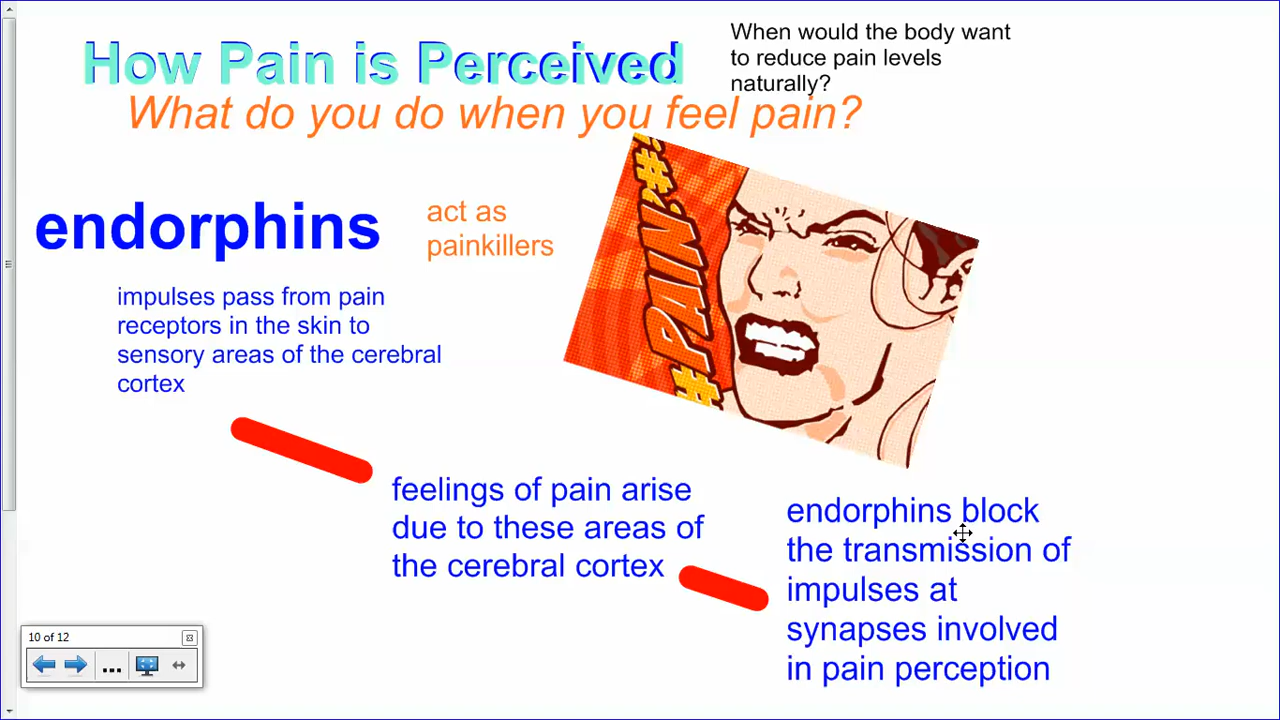 How Pain is Perceived
When would the body want
to reduce pain levels
naturally?
What do you do when you feel pain?
endorphins
act as
painkillers
#PAIN?#!
impulses pass from pain
receptors in the skin to
sensory areas of the cerebral
cortex
feelings of pain arise
due to these areas of
the cerebral cortex
endorphins block
the transmission of
impulses at
synapses involved
in pain perception
10 of 12
...